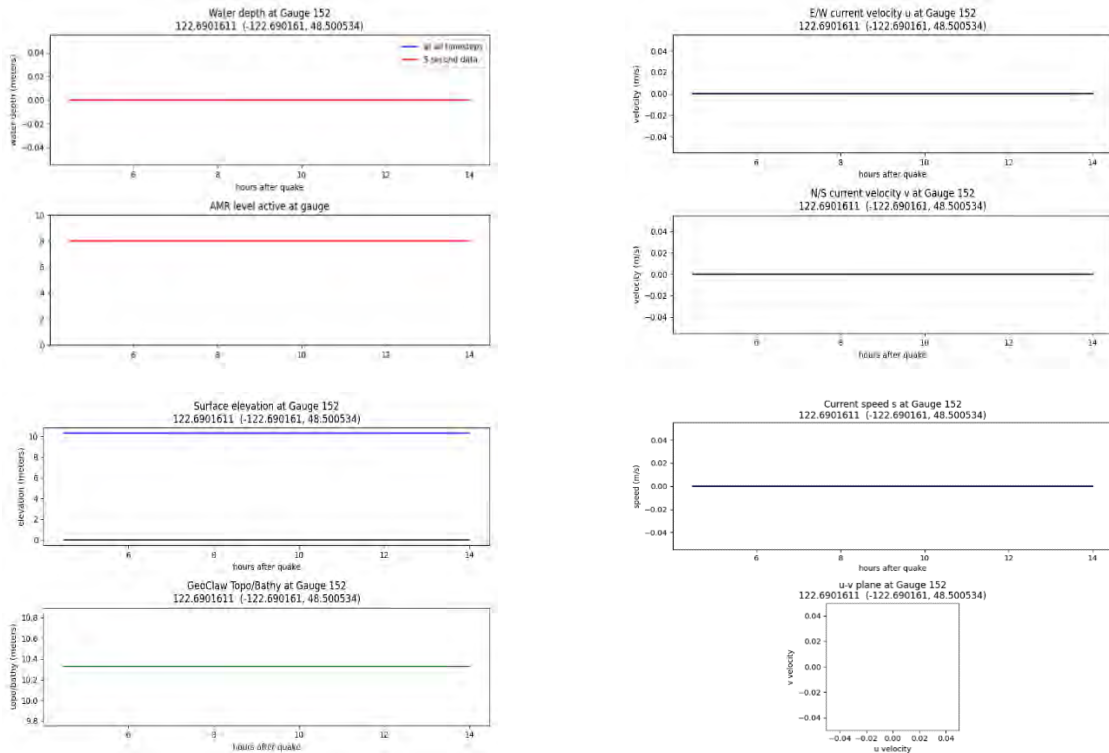 Water depth at Gauge 152
122.6901611 (-122.690161, 48.500534)
at all timesteps
5 second data
water depth (meters)
0.04
0.02
0.00
−0.02
−0.04
6 8 10 12 14
hours after quake
AMR level active at gauge
10
8
6
4
2
0
6 8 10 12 14
hours after quake
Surface elevation at Gauge 152
122.6901611 (-122.690161, 48.500534)
elevation (meters)
10
8
6
4
2
0
6 8 10 12 14
hours after quake
GeoClaw Topo/Bathy at Gauge 152
122.6901611 (-122.690161, 48.500534)
topo/bathy (meters)
10.8
10.6
10.4
10.2
10.0
9.8
6 8 10 12 14
hours after quake
E/W current velocity u at Gauge 152
122.6901611 (-122.690161, 48.500534)
velocity (m/s)
0.04
0.02
0.00
−0.02
−0.04
6 8 10 12 14
hours after quake
N/S current velocity v at Gauge 152
122.6901611 (-122.690161, 48.500534)
velocity (m/s)
0.04
0.02
0.00
−0.02
−0.04
6 8 10 12 14
hours after quake
Current speed s at Gauge 152
122.6901611 (-122.690161, 48.500534)
speed (m/s)
0.04
0.02
0.00
−0.02
−0.04
6 8 10 12 14
hours after quake
u-v plane at Gauge 152
122.6901611 (-122.690161, 48.500534)
v velocity
0.04
0.02
0.00
−0.02
−0.04
−0.04 −0.02 0.00 0.02 0.04
u velocity